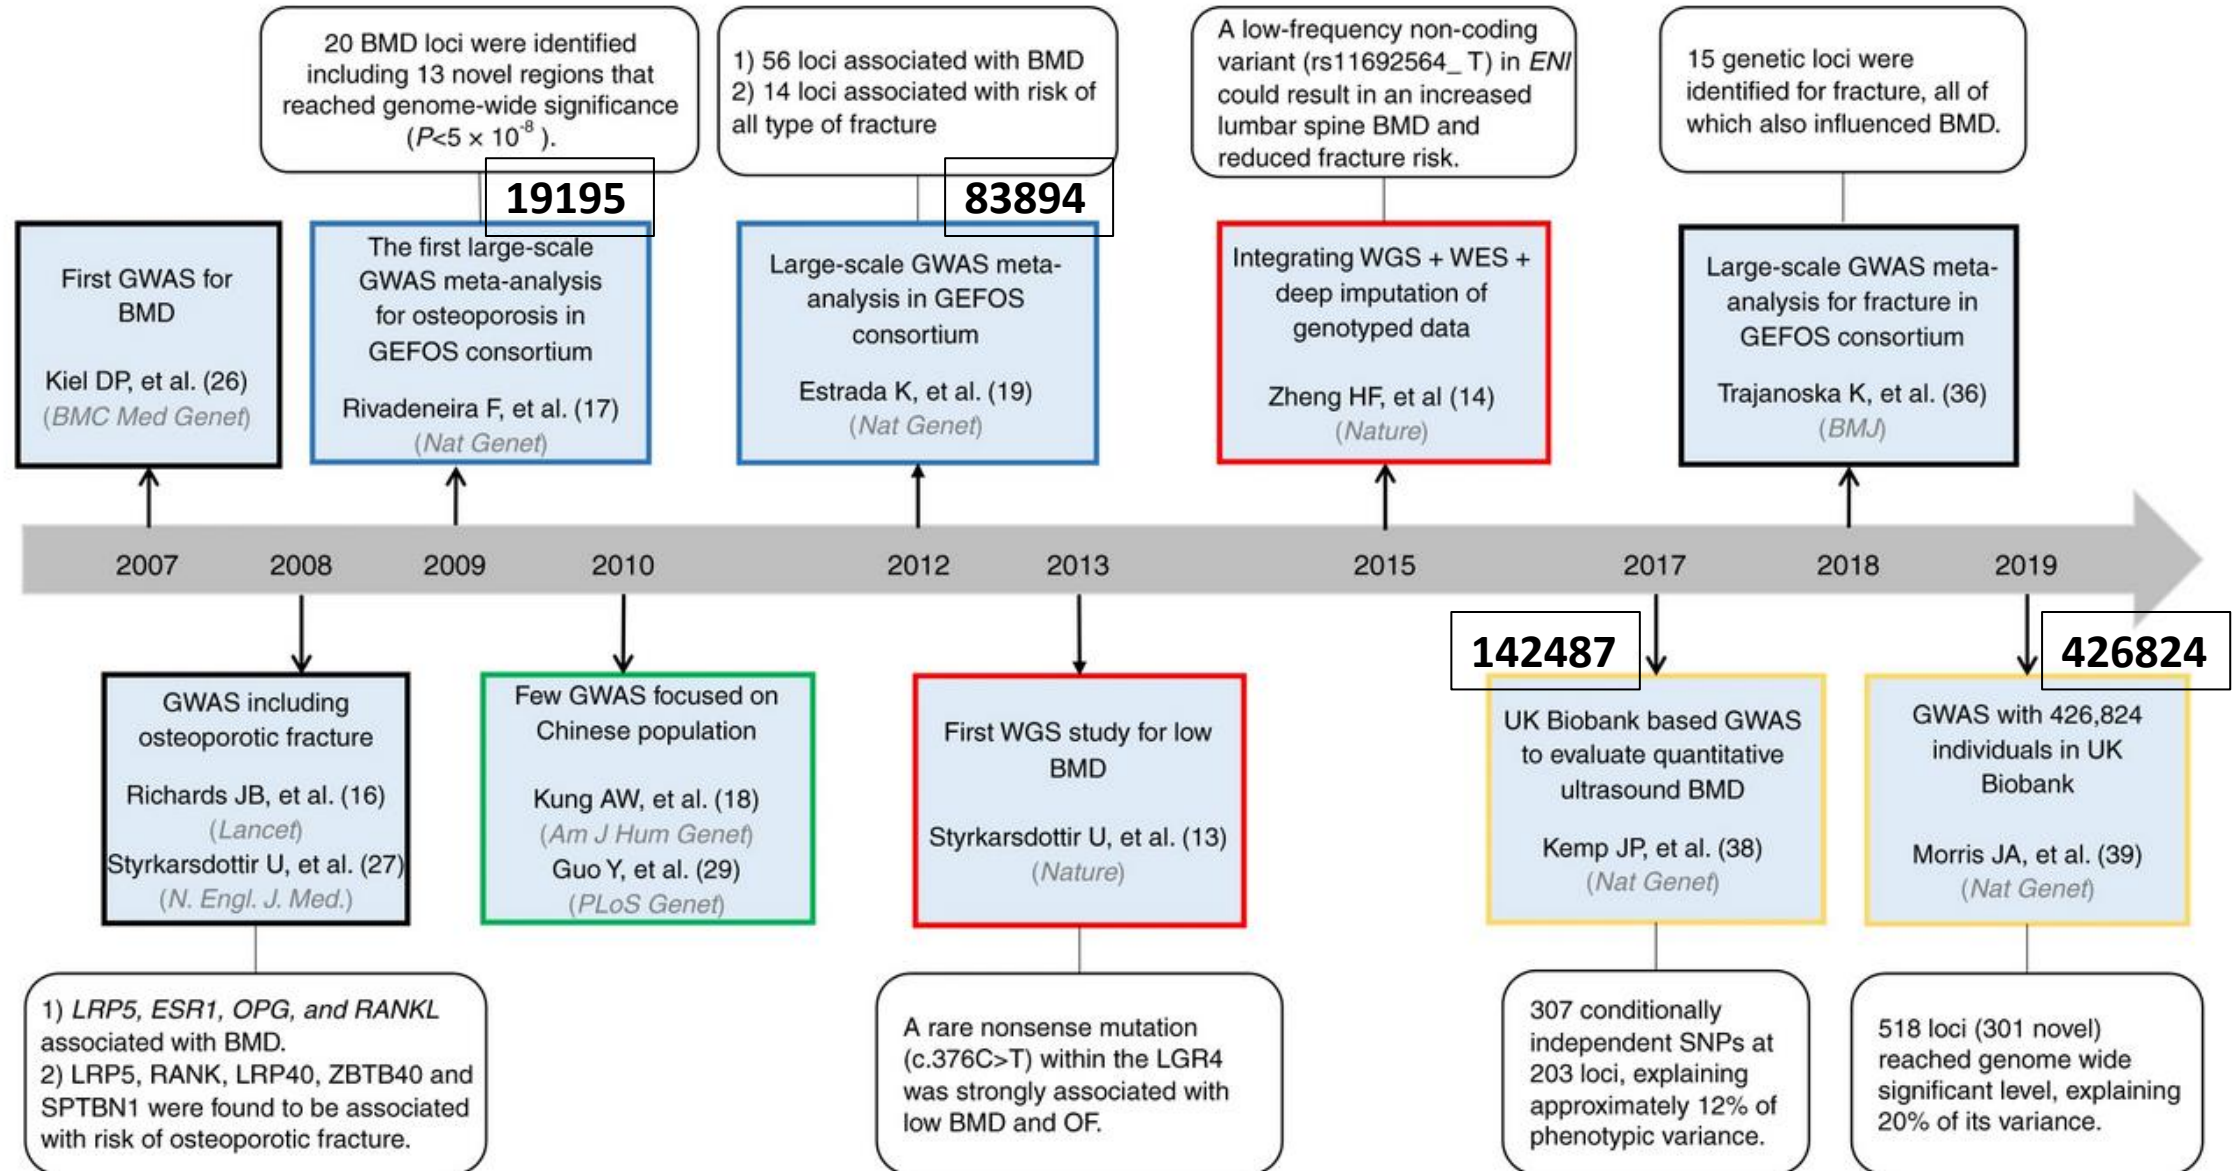 20 BMD loci were identified
including 13 novel regions that
reached genome-wide significance
(P<5 × 10-8 ).
1) 56 loci associated with BMD
2) 14 loci associated with risk of
all type of fracture
A low-frequency non-coding
variant (rs11692564_ T) in ENI
could result in an increased
lumbar spine BMD and
reduced fracture risk.
15 genetic loci were
identified for fracture, all of
which also influenced BMD.
19195
83894
First GWAS for
BMD
Kiel DP, et al. (26)
(BMC Med Genet)
The first large-scale
GWAS meta-analysis
for osteoporosis in
GEFOS consortium
Rivadeneira F, et al. (17)
(Nat Genet)
Large-scale GWAS meta-
analysis in GEFOS
consortium
Estrada K, et al. (19)
(Nat Genet)
Integrating WGS + WES +
deep imputation of
genotyped data
Zheng HF, et al (14)
(Nature)
Large-scale GWAS meta-
analysis for fracture in
GEFOS consortium
Trajanoska K, et al. (36)
(BMJ)
2007 2008 2009 2010 2012 2013 2015 2017 2018 2019
142487
426824
GWAS including
osteoporotic fracture
Richards JB, et al. (16)
(Lancet)
Styrkarsdottir U, et al. (27)
(N. Engl. J. Med.)
Few GWAS focused on
Chinese population
Kung AW, et al. (18)
(Am J Hum Genet)
Guo Y, et al. (29)
(PLoS Genet)
First WGS study for low
BMD
Styrkarsdottir U, et al. (13)
(Nature)
UK Biobank based GWAS
to evaluate quantitative
ultrasound BMD
Kemp JP, et al. (38)
(Nat Genet)
GWAS with 426,824
individuals in UK
Biobank
Morris JA, et al. (39)
(Nat Genet)
1) LRP5, ESR1, OPG, and RANKL
associated with BMD.
2) LRP5, RANK, LRP40, ZBTB40 and
SPTBN1 were found to be associated
with risk of osteoporotic fracture.
A rare nonsense mutation
(c.376C>T) within the LGR4
was strongly associated with
low BMD and OF.
307 conditionally
independent SNPs at
203 loci, explaining
approximately 12% of
phenotypic variance.
518 loci (301 novel)
reached genome wide
significant level, explaining
20% of its variance.